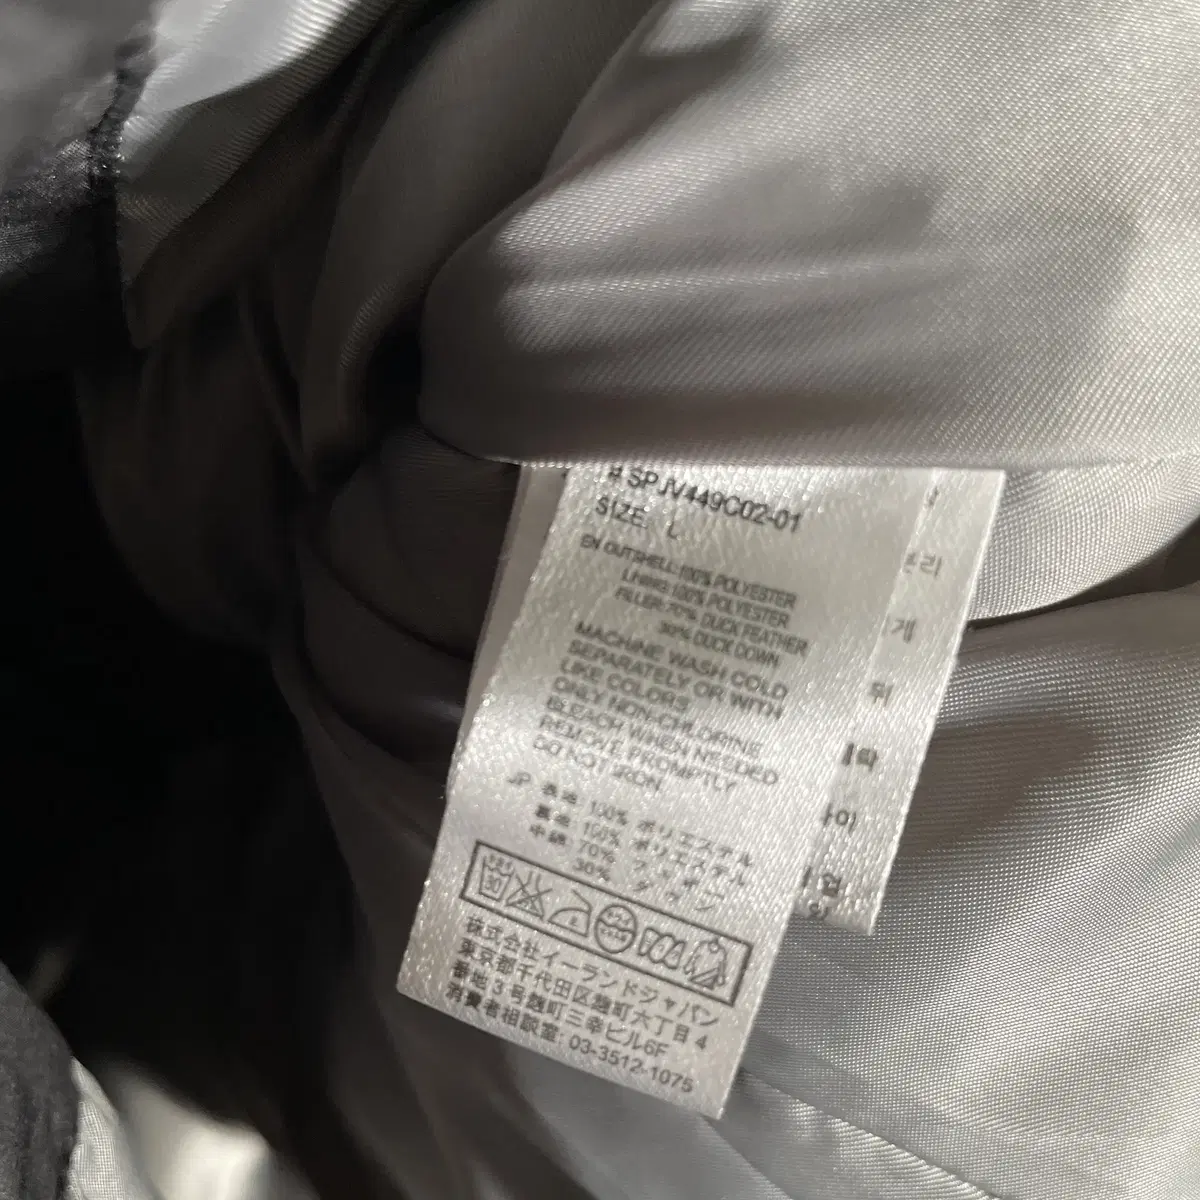 # SPJV449C02-01
SIZE: L
EN OUTSHELL:100% POLYESTER
LINING:100% POLYESTER
FILLER:70% DUCK FEATHER
30% DUCK DOWN
MACHINE WASH COLD
SEPARATELY OR WITH
LIKE COLORS
ONLY NON-CHLORINE
BLEACH WHEN NEEDED
REMOVE PROMPTLY
DO NOT IRON
JP 表地: 100% ポリエステル
裏地: 100% ポリエステル
中綿: 70% フェザー
30% ダウン
30
株式会社イーランドジャパン
東京都千代田区麹町六丁目4
番地3号麹町三幸ビル6F
消費者相談室: 03-3512-1075
리
게
뒤
이